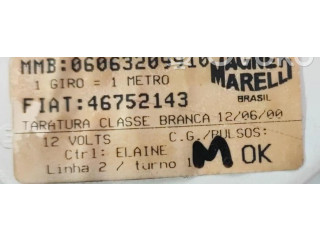 MMB:06063209910
MAGNETI
MARELLI
1 GIRO = 1 METRO
BRASIL
FIAT:46752143
TARATURA CLASSE BRANCA 12/06/00
12 VOLTS C.G./PULSOS:
Ctrl: ELAINE M OK
Linha 2 / turno 1